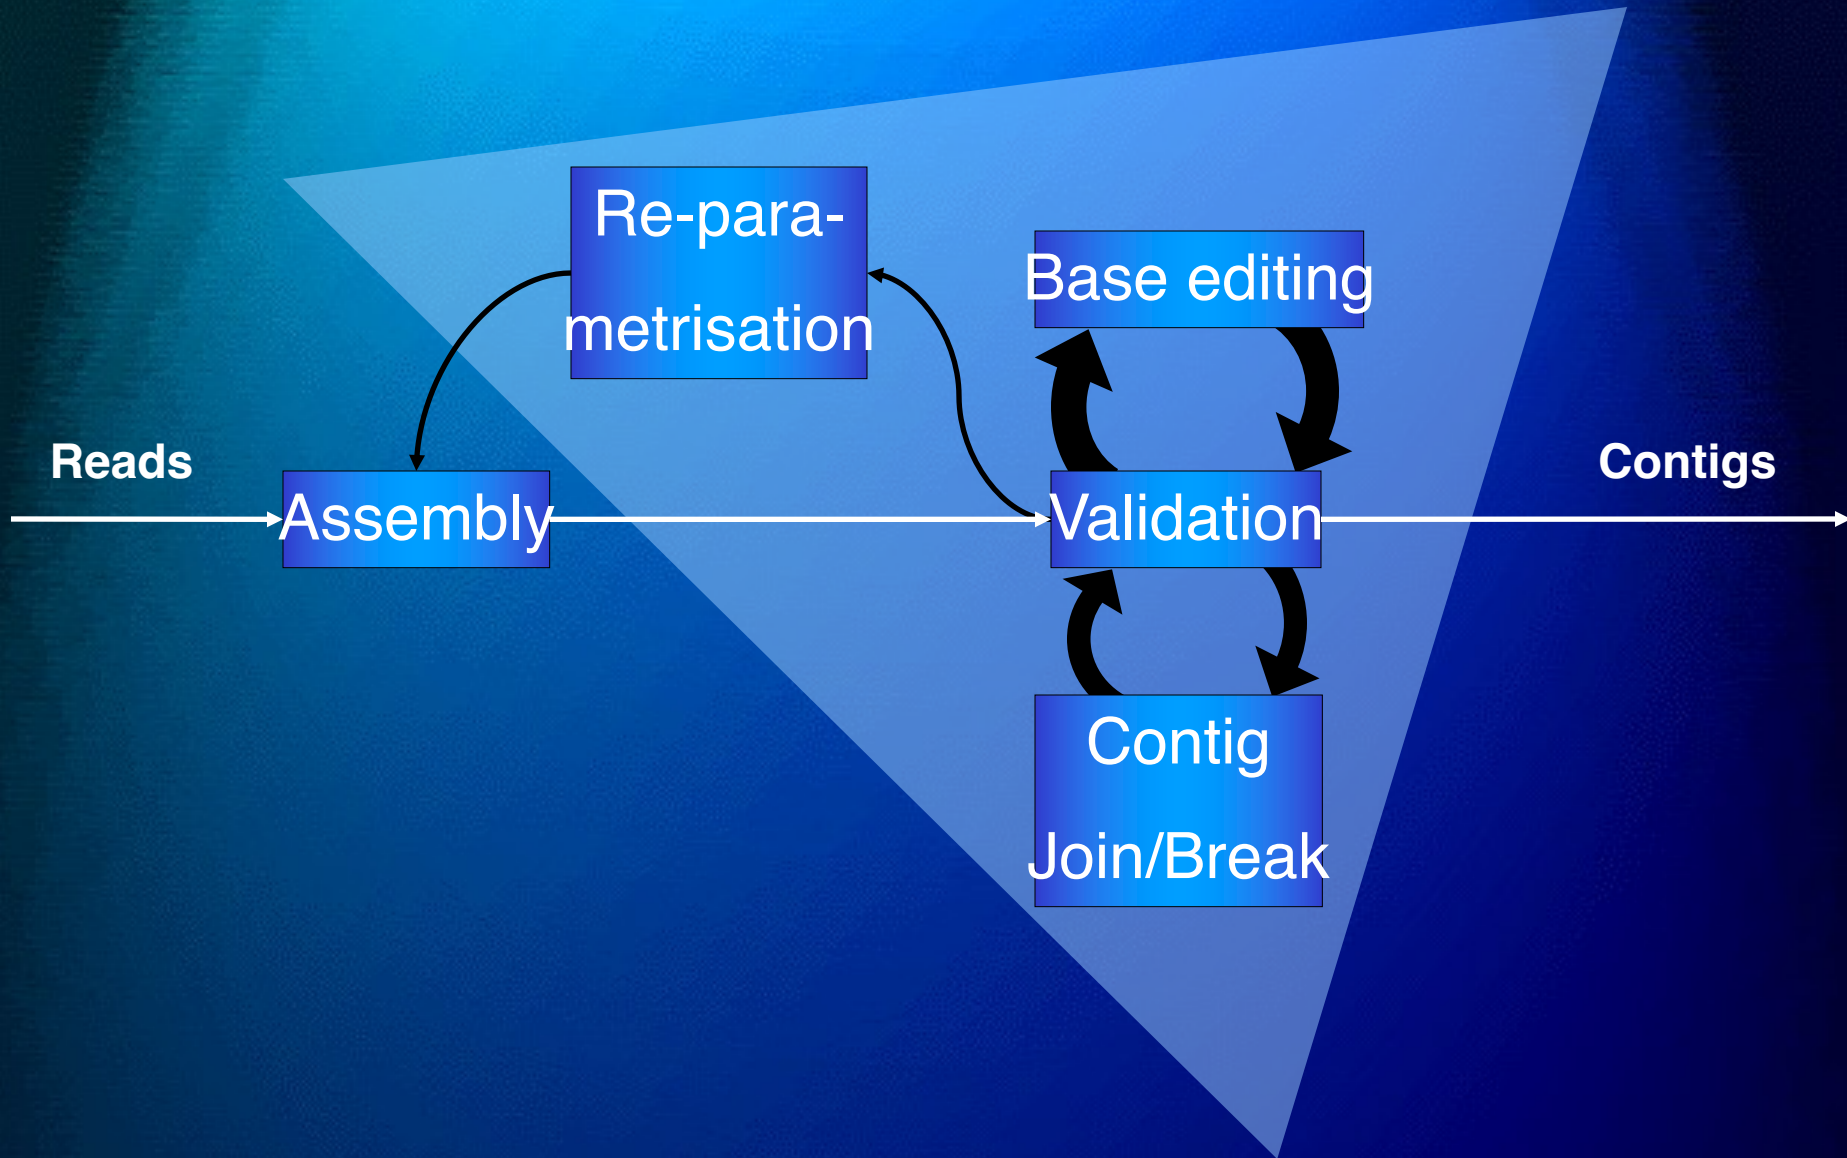 Re-para-
metrisation
Base editing
Reads
Contigs
Assembly
Validation
Contig
Join/Break